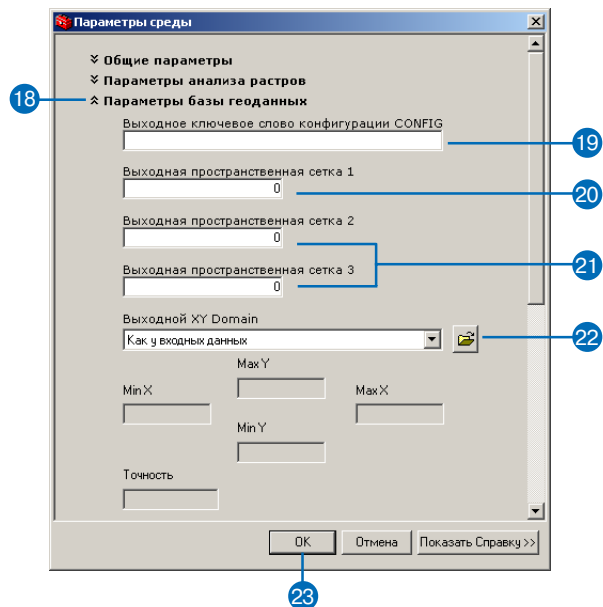 Параметры среды
Общие параметры
Параметры анализа растров
18 Параметры базы геоданных
Выходное ключевое слово конфигурации CONFIG
19
Выходная пространственная сетка 1
0
20
Выходная пространственная сетка 2
0
21
Выходная пространственная сетка 3
0
Выходной XY Domain
Как у входных данных
22
Max Y
Min X
Max X
Min Y
Точность
OK Отмена Показать Справку >>
23